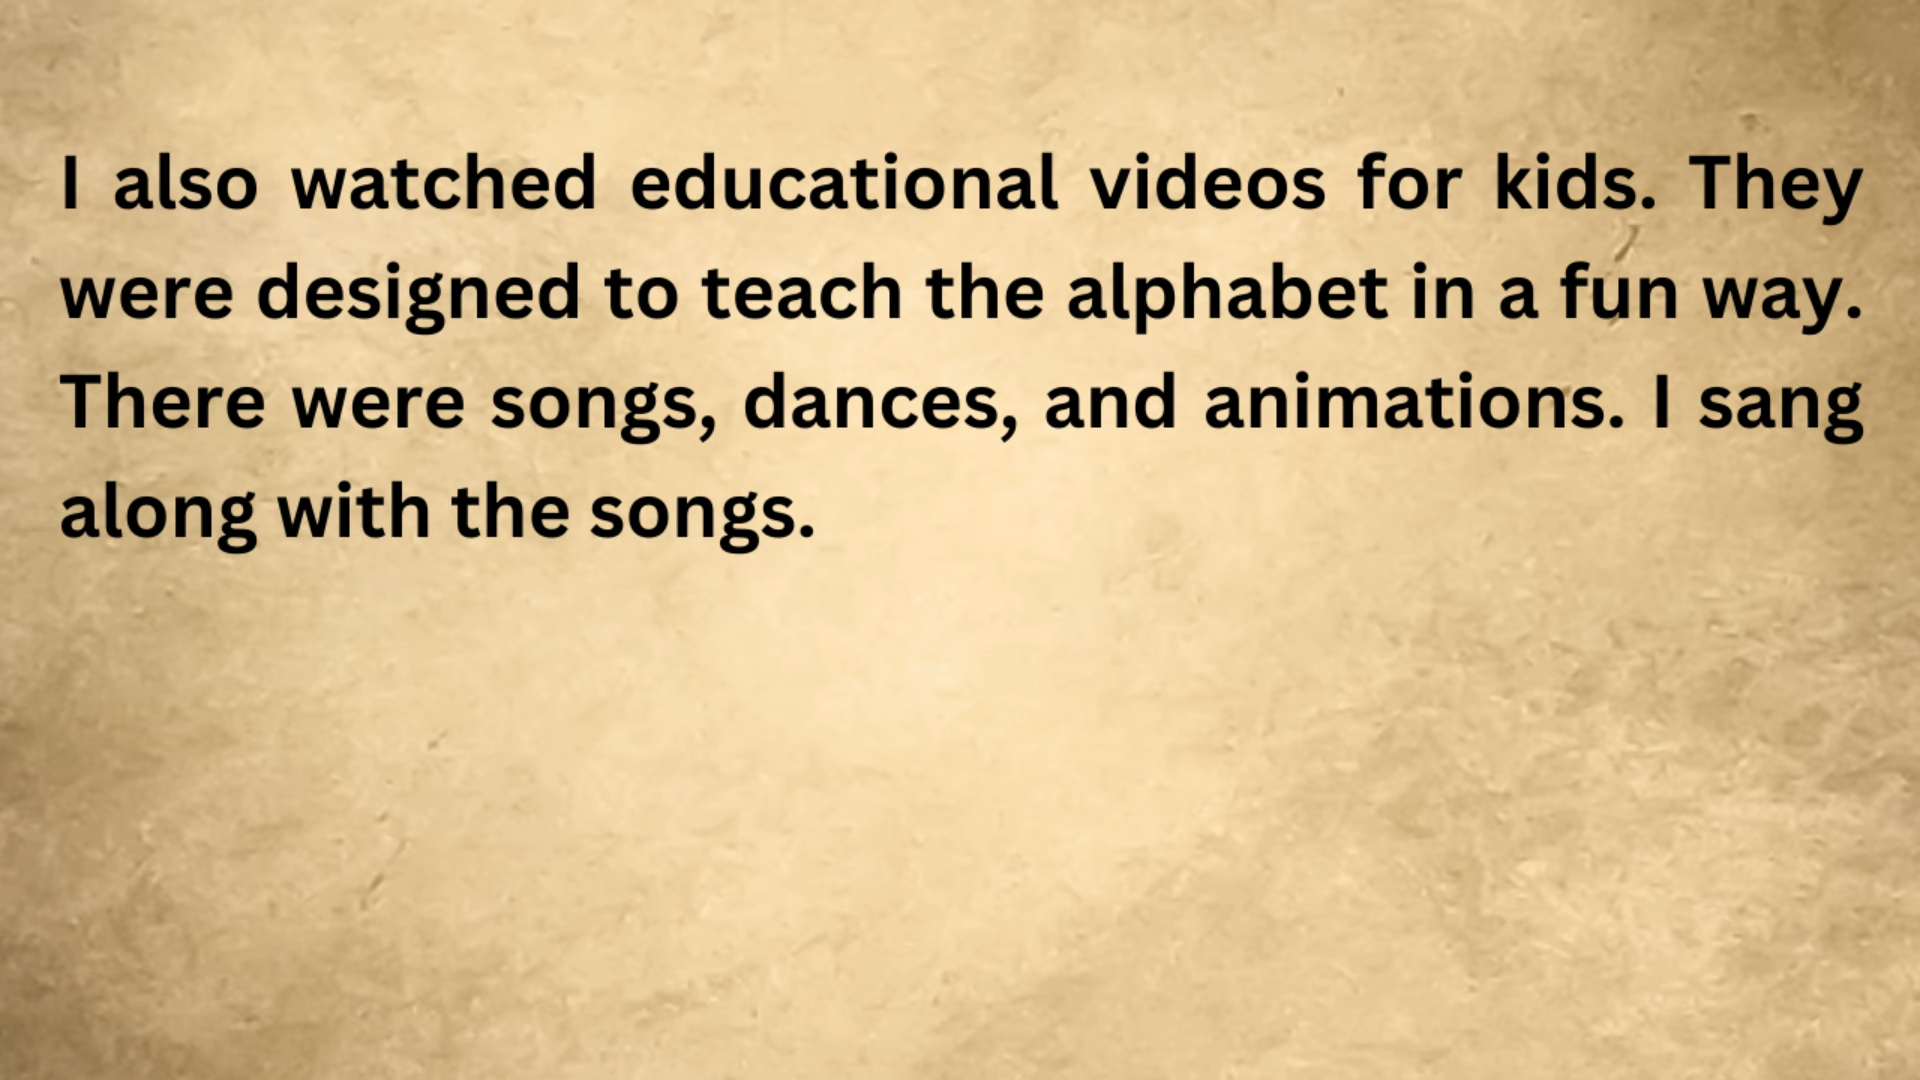 I also watched educational videos for kids. They
were designed to teach the alphabet in a fun way.
There were songs, dances, and animations. I sang
along with the songs.